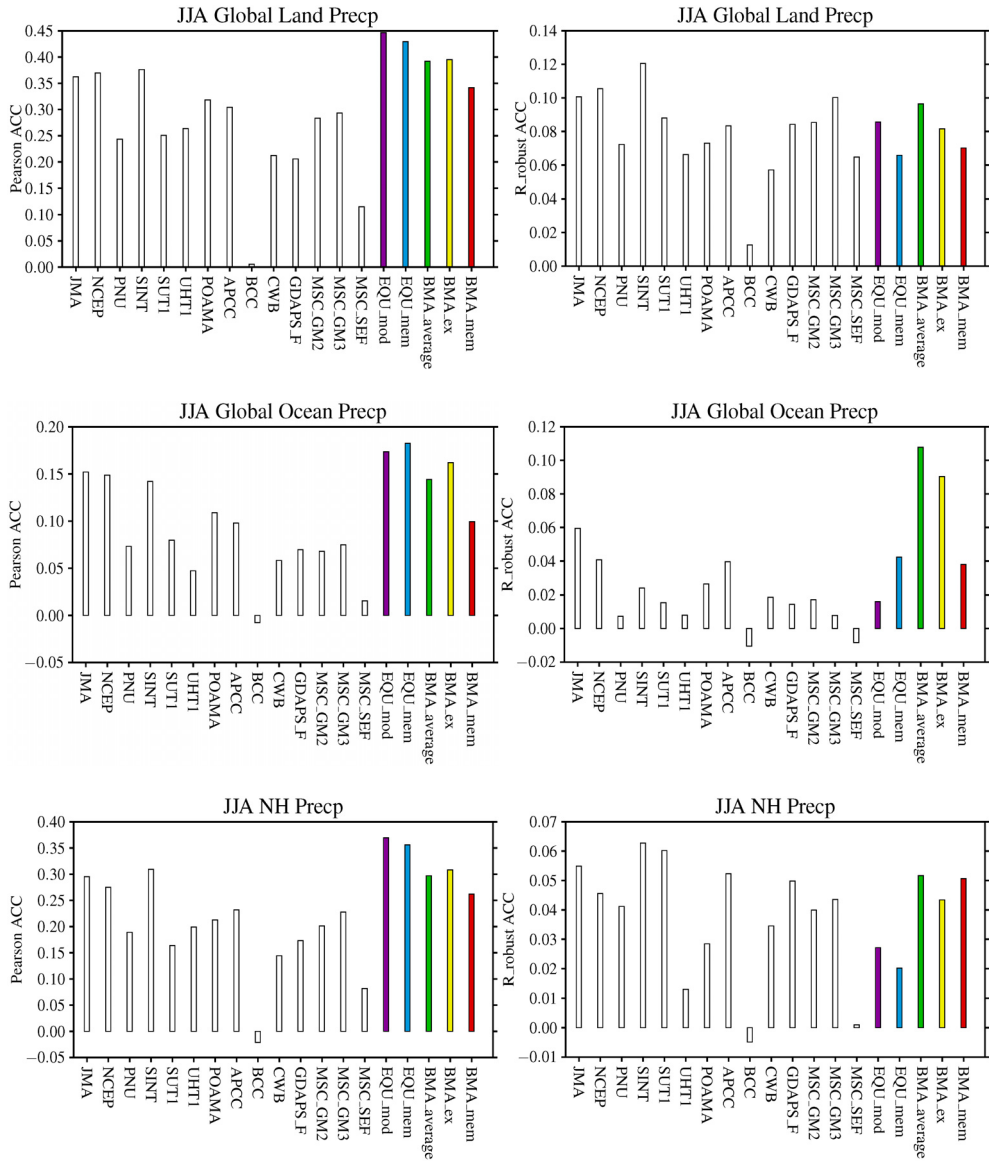 JJA Global Land Precp
Pearson ACC
0.45
0.40
0.35
0.30
0.25
0.20
0.15
0.10
0.05
0.00
JMA
NCEP
PNU
SINT
SUT1
UHT1
POAMA
APCC
BCC
CWB
GDAPS_F
MSC_GM2
MSC_GM3
MSC_SEF
EQU_mod
EQU_mem
BMA_average
BMA_ex
BMA_mem
JJA Global Land Precp
R_robust ACC
0.14
0.12
0.10
0.08
0.06
0.04
0.02
0.00
JMA
NCEP
PNU
SINT
SUT1
UHT1
POAMA
APCC
BCC
CWB
GDAPS_F
MSC_GM2
MSC_GM3
MSC_SEF
EQU_mod
EQU_mem
BMA_average
BMA_ex
BMA_mem
JJA Global Ocean Precp
Pearson ACC
0.20
0.15
0.10
0.05
0.00
−0.05
JMA
NCEP
PNU
SINT
SUT1
UHT1
POAMA
APCC
BCC
CWB
GDAPS_F
MSC_GM2
MSC_GM3
MSC_SEF
EQU_mod
EQU_mem
BMA_average
BMA_ex
BMA_mem
JJA Global Ocean Precp
R_robust ACC
0.12
0.10
0.08
0.06
0.04
0.02
0.00
−0.02
JMA
NCEP
PNU
SINT
SUT1
UHT1
POAMA
APCC
BCC
CWB
GDAPS_F
MSC_GM2
MSC_GM3
MSC_SEF
EQU_mod
EQU_mem
BMA_average
BMA_ex
BMA_mem
JJA NH Precp
Pearson ACC
0.40
0.35
0.30
0.25
0.20
0.15
0.10
0.05
0.00
−0.05
JMA
NCEP
PNU
SINT
SUT1
UHT1
POAMA
APCC
BCC
CWB
GDAPS_F
MSC_GM2
MSC_GM3
MSC_SEF
EQU_mod
EQU_mem
BMA_average
BMA_ex
BMA_mem
JJA NH Precp
R_robust ACC
0.07
0.06
0.05
0.04
0.03
0.02
0.01
0.00
−0.01
JMA
NCEP
PNU
SINT
SUT1
UHT1
POAMA
APCC
BCC
CWB
GDAPS_F
MSC_GM2
MSC_GM3
MSC_SEF
EQU_mod
EQU_mem
BMA_average
BMA_ex
BMA_mem